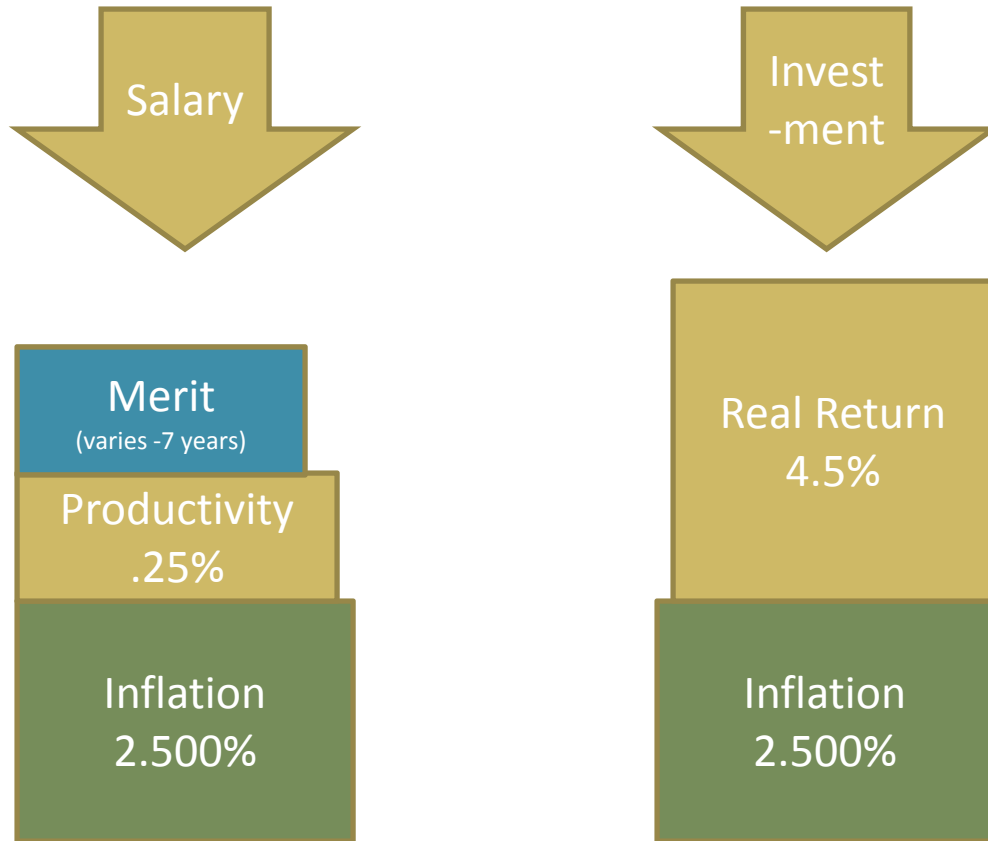 Salary
Merit
(varies -7 years)
Productivity
.25%
Inflation
2.500%
Invest
-ment
Real Return
4.5%
Inflation
2.500%